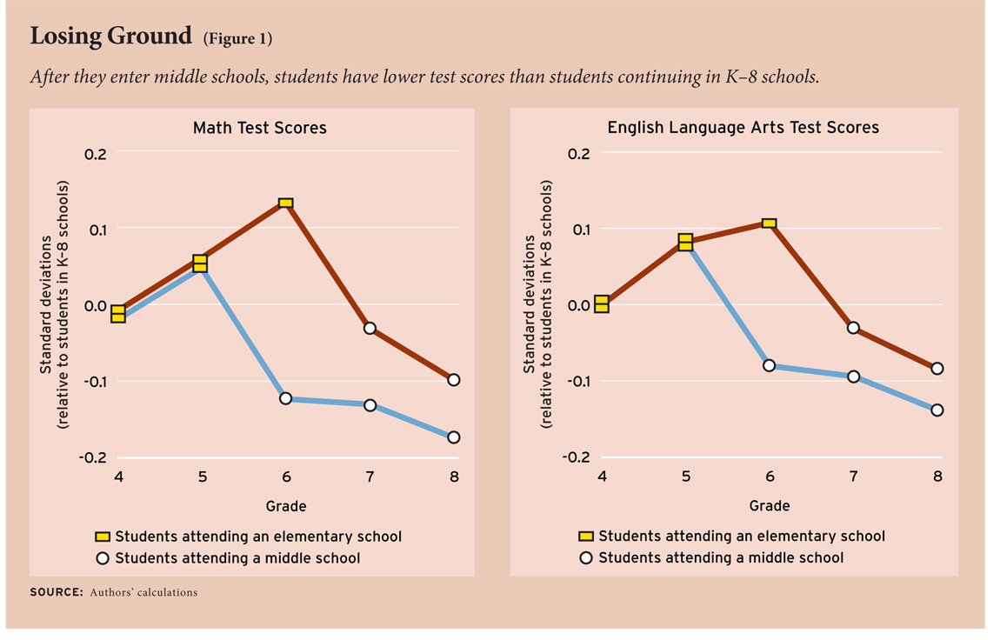 Losing Ground (Figure 1)
After they enter middle schools, students have lower test scores than students continuing in K–8 schools.
Math Test Scores
Standard deviations
(relative to students in K–8 schools)
0.2
0.1
0.0
-0.1
-0.2
4 5 6 7 8
Grade
Students attending an elementary school
Students attending a middle school
English Language Arts Test Scores
Standard deviations
(relative to students in K–8 schools)
0.2
0.1
0.0
-0.1
-0.2
4 5 6 7 8
Grade
Students attending an elementary school
Students attending a middle school
SOURCE: Authors' calculations